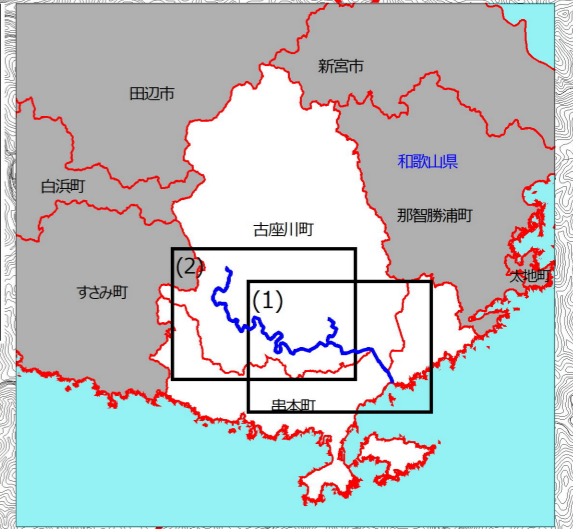 新宮市
田辺市
和歌山県
白浜町
那智勝浦町
古座川町
(2)
太地町
すさみ町
(1)
串本町